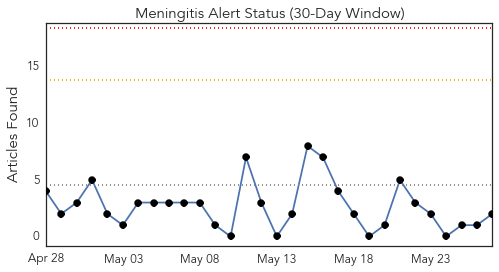 Meningitis Alert Status (30-Day Window)
Articles Found
15
10
5
0
Apr 28
May 03
May 08
May 13
May 18
May 23